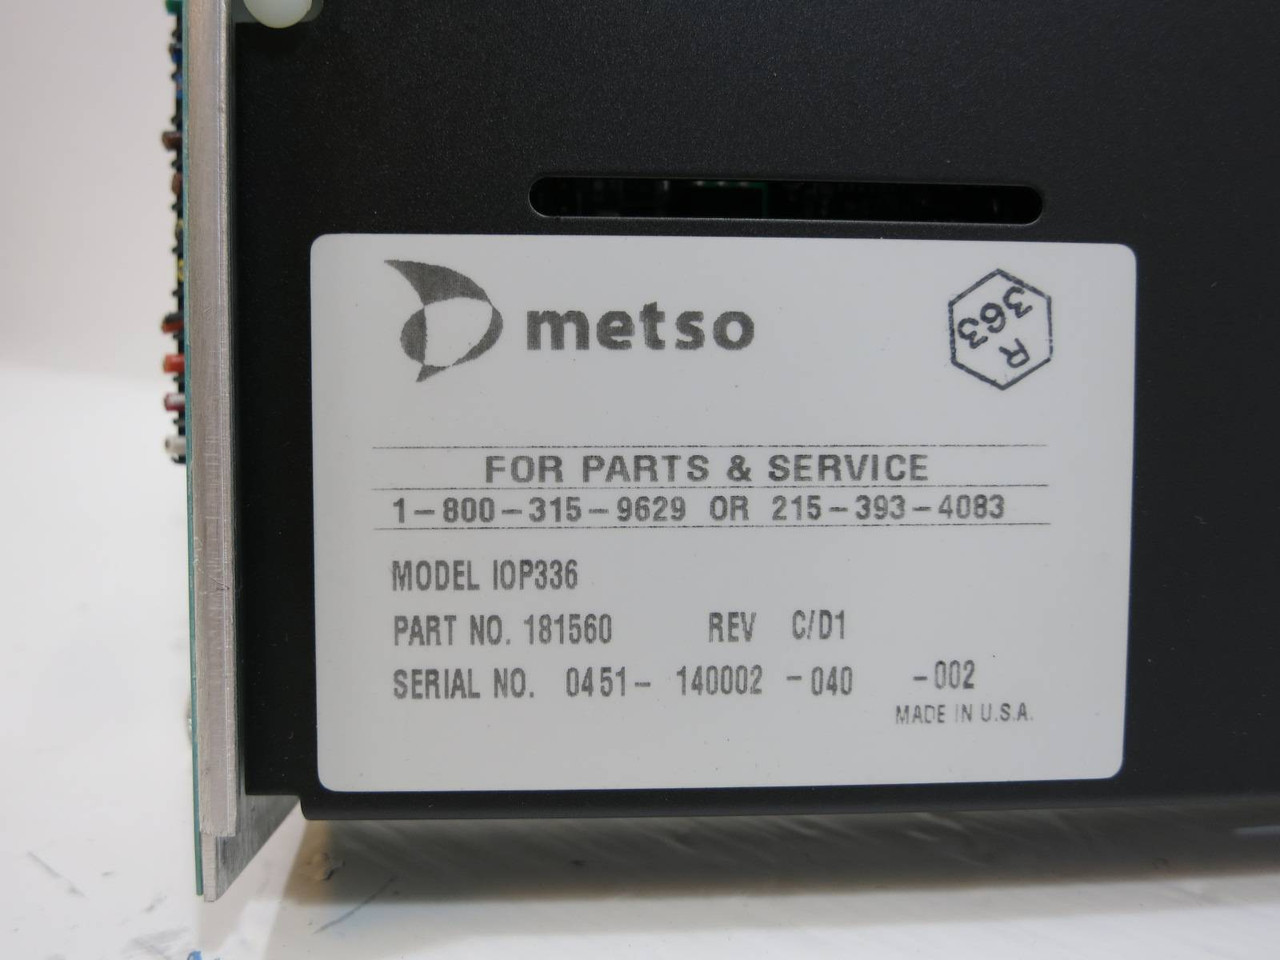 metso
R
363
FOR PARTS & SERVICE
1-800-315-9629 OR 215-393-4083
MODEL IOP336
PART NO. 181560 REV C/D1
SERIAL NO. 0451- 140002 -040 -002
MADE IN U.S.A.